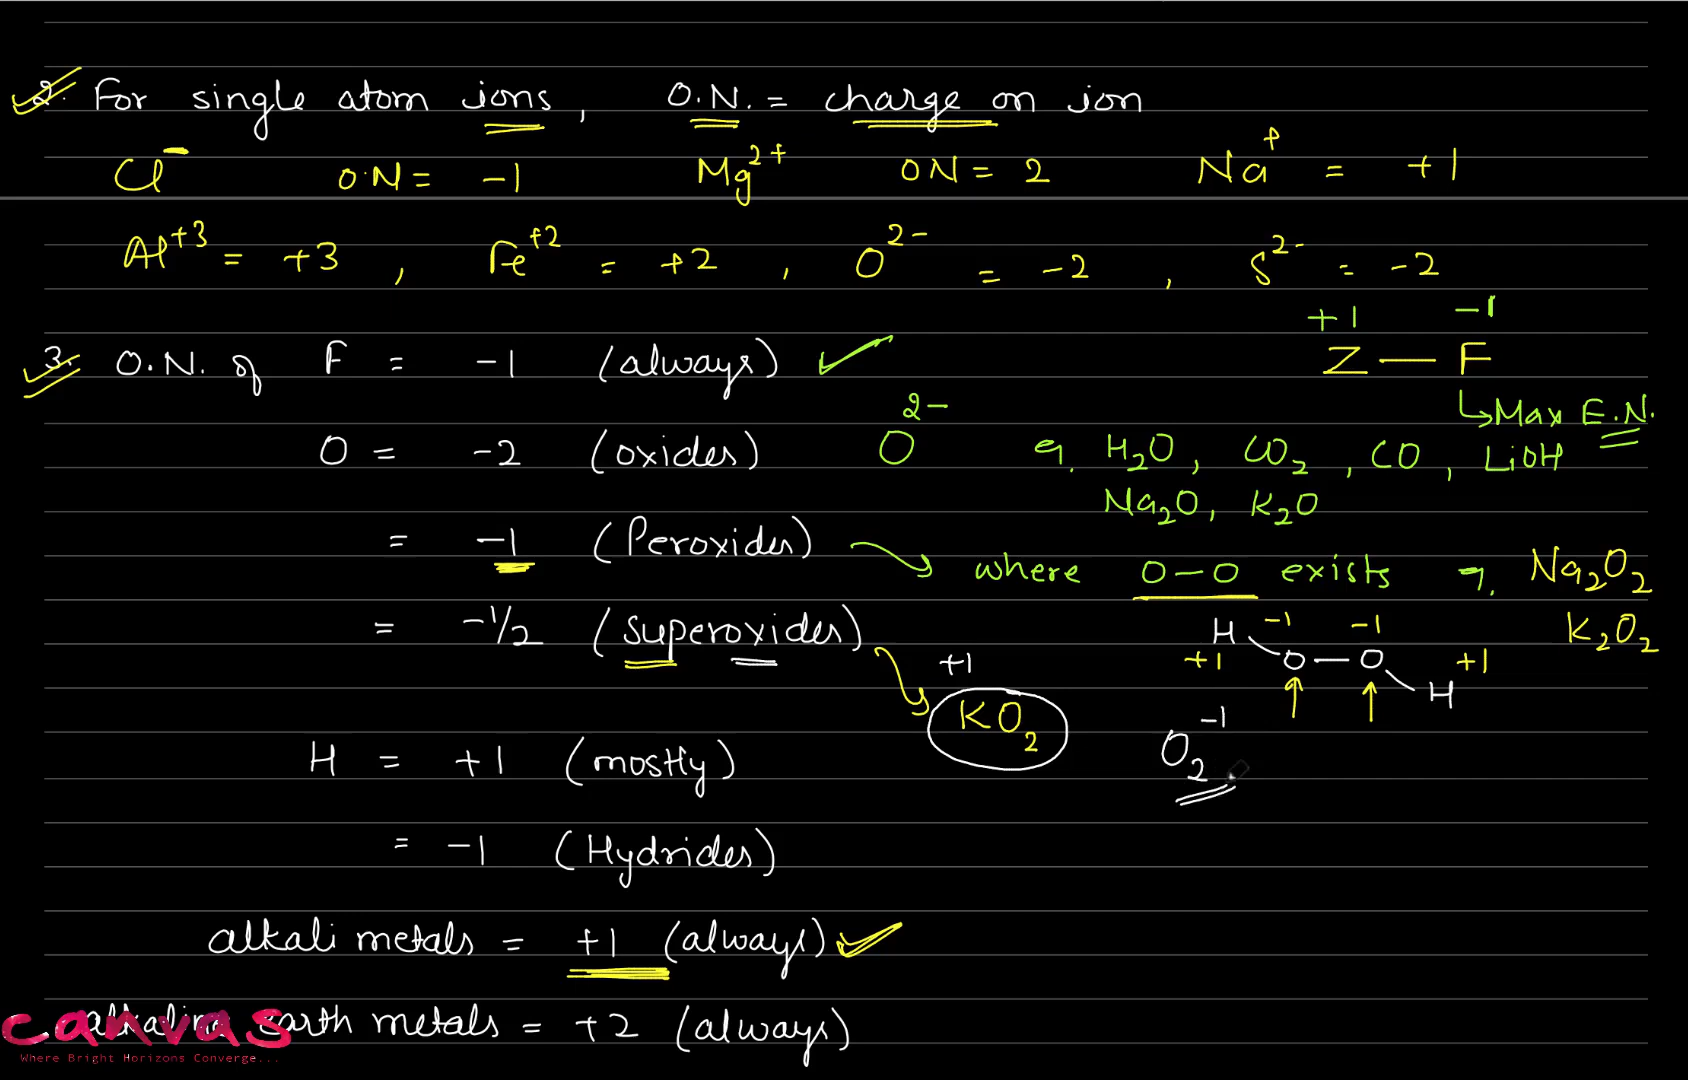 2. For single atom ions, O.N. = charge on ion
Cl⁻ O.N = -1 Mg²⁺ ON = 2 Na⁺ = +1
Al⁺³ = +3, Fe⁺² = +2, O²⁻ = -2, S²⁻ = -2
+1 -1
3. O.N. of F = -1 (always) Z — F
↳ Max E.N.
O = -2 (oxides) O²⁻ eg. H₂O, CO₂, CO, LiOH
Na₂O, K₂O
= -1 (Peroxides) where O-O exists eg. Na₂O₂
K₂O₂
= -1/2 (superoxides) H -1 -1
+1 +1 O — O +1
KO₂ H
H = +1 (mostly) O₂⁻¹
= -1 (Hydrides)
alkali metals = +1 (always)
alkaline earth metals = +2 (always)
canvas
Where Bright Horizons Converge...